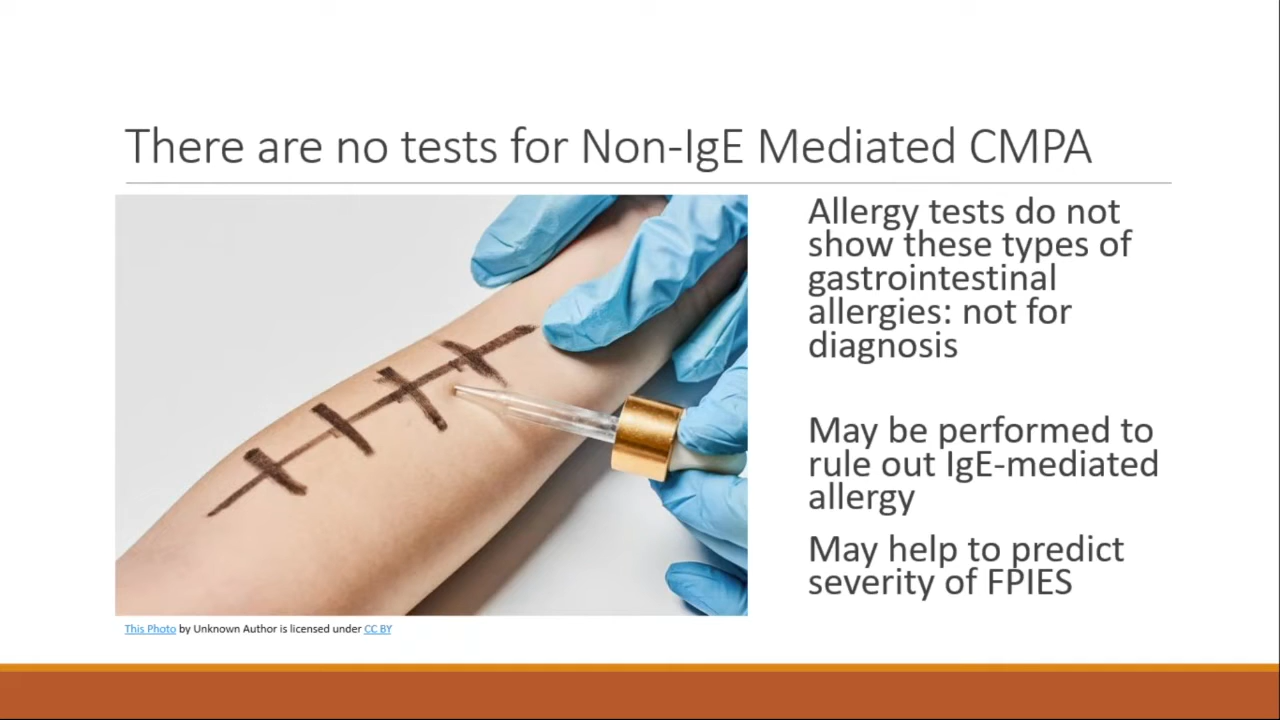 There are no tests for Non-IgE Mediated CMPA
Allergy tests do not
show these types of
gastrointestinal
allergies: not for
diagnosis
May be performed to
rule out IgE-mediated
allergy
May help to predict
severity of FPIES
This Photo by Unknown Author is licensed under CC BY